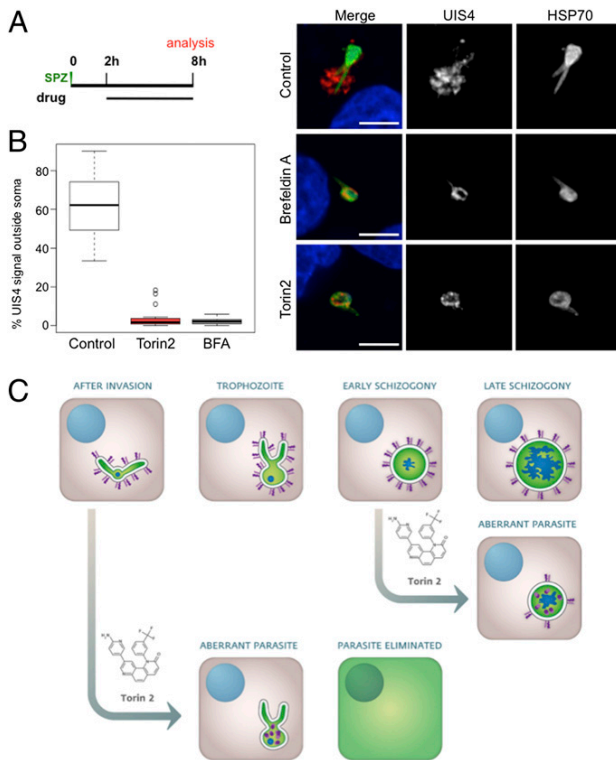 A
analysis
0 2h 8h
SPZ
drug
Merge UIS4 HSP70
Control
Brefeldin A
Torin2
B
% UIS4 signal outside soma
80
60
40
20
0
Control Torin2 BFA
C
AFTER INVASION TROPHOZOITE EARLY SCHIZOGONY LATE SCHIZOGONY
H₂N N F F F N O N
Torin 2
ABERRANT PARASITE
H₂N N F F F N O N
Torin 2
ABERRANT PARASITE PARASITE ELIMINATED